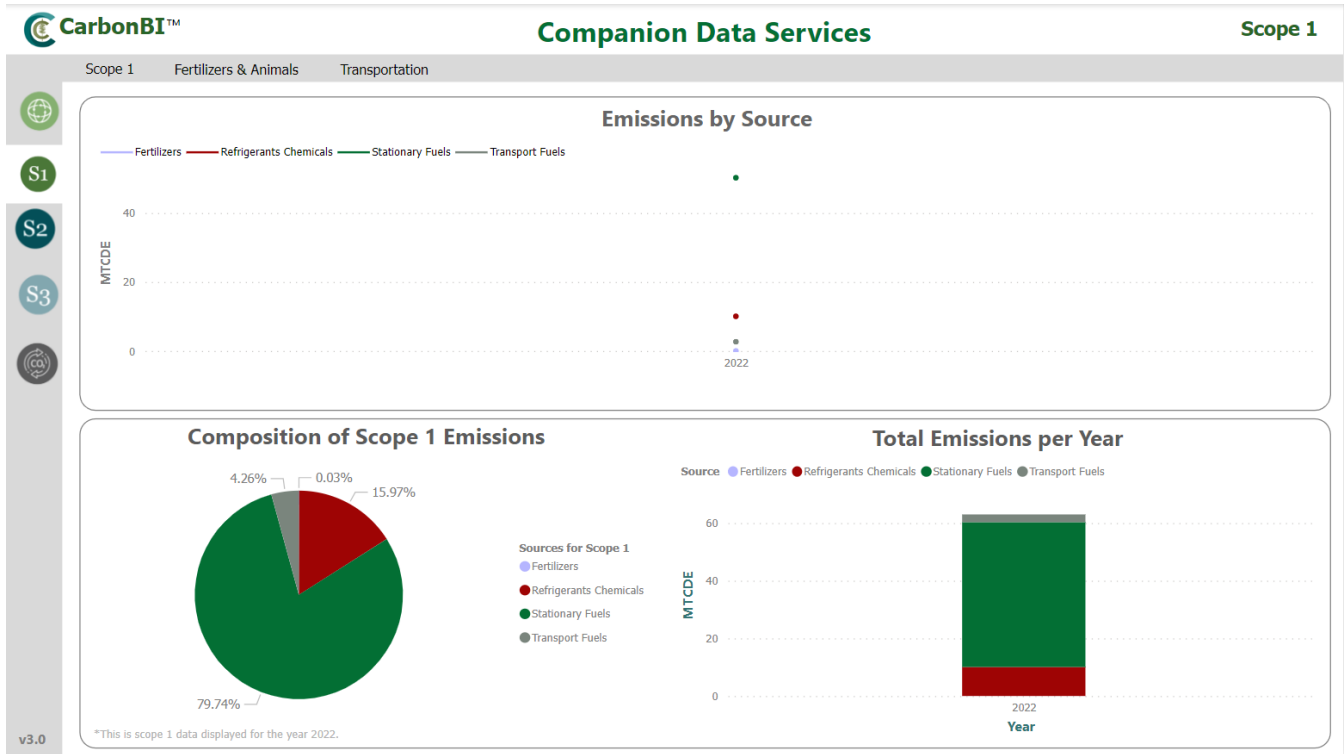 CarbonBI™
Companion Data Services
Scope 1
Scope 1 Fertilizers & Animals Transportation
S1
S2
S3
CO₂
v3.0
Emissions by Source
Fertilizers Refrigerants Chemicals Stationary Fuels Transport Fuels
MTCDE
40
20
0
2022
Composition of Scope 1 Emissions
4.26% 0.03%
15.97%
79.74%
Sources for Scope 1
Fertilizers
Refrigerants Chemicals
Stationary Fuels
Transport Fuels
*This is scope 1 data displayed for the year 2022.
Total Emissions per Year
Source Fertilizers Refrigerants Chemicals Stationary Fuels Transport Fuels
MTCDE
60
40
20
0
2022
Year